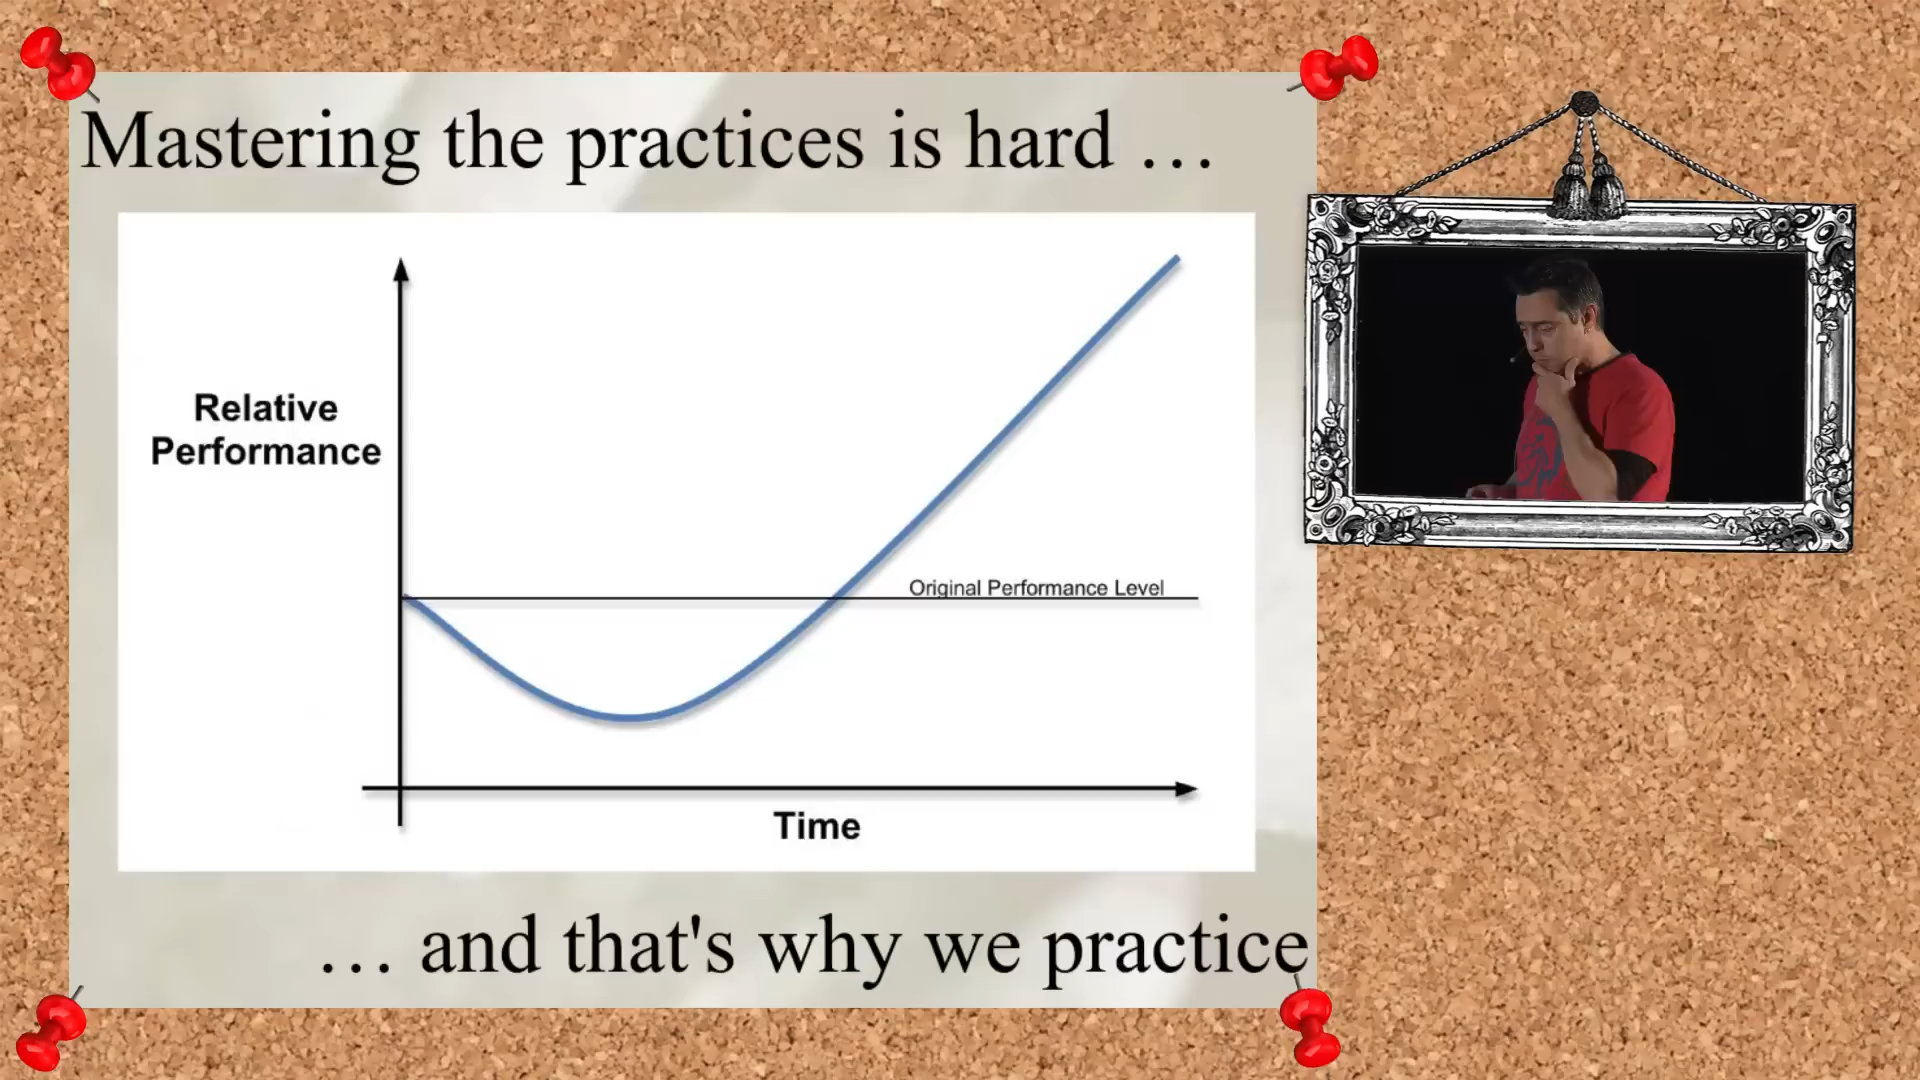 Mastering the practices is hard …
Relative
Performance
Original Performance Level
Time
… and that's why we practice